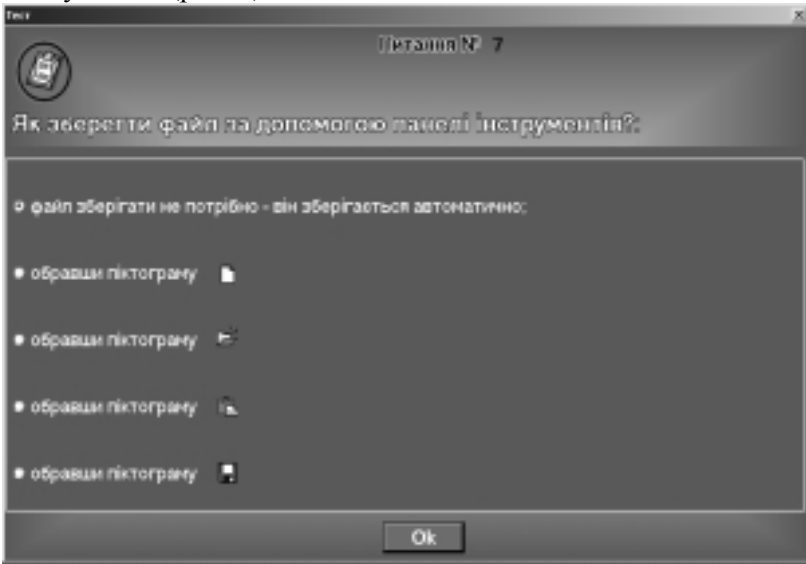 Тест
Питання № 7
Як зберегти файл за допомогою панелі інструментів?:
файл зберігати не потрібно - він зберігається автоматично;
обравши піктограму
обравши піктограму
обравши піктограму
обравши піктограму
Ok